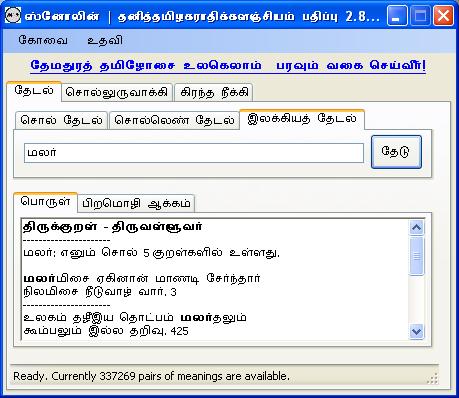 ஸ்னோலின் | தனித்தமிழகராதிக்களஞ்சியம் பதிப்பு 2.8...
கோவை உதவி
தேமதுரத் தமிழோசை உலகெலாம் பரவும் வகை செய்வீர்!
தேடல் சொல்லுருவாக்கி கிரந்த நீக்கி
சொல் தேடல் சொல்லெண் தேடல் இலக்கியத் தேடல்
மலர் தேடு
பொருள் பிறமொழி ஆக்கம்
திருக்குறள் - திருவள்ளுவர்
----------------------
மலர்; எனும் சொல் 5 குறள்களில் உள்ளது.
மலர்மிசை ஏகினான் மாணடி சேர்ந்தார்
நிலமிசை நீடுவாழ் வார். 3
----------------------
உலகம் தழீஇய தொட்பம் மலர்தலும்
கூம்பலும் இல்ல தறிவு. 425
Ready. Currently 337269 pairs of meanings are available.